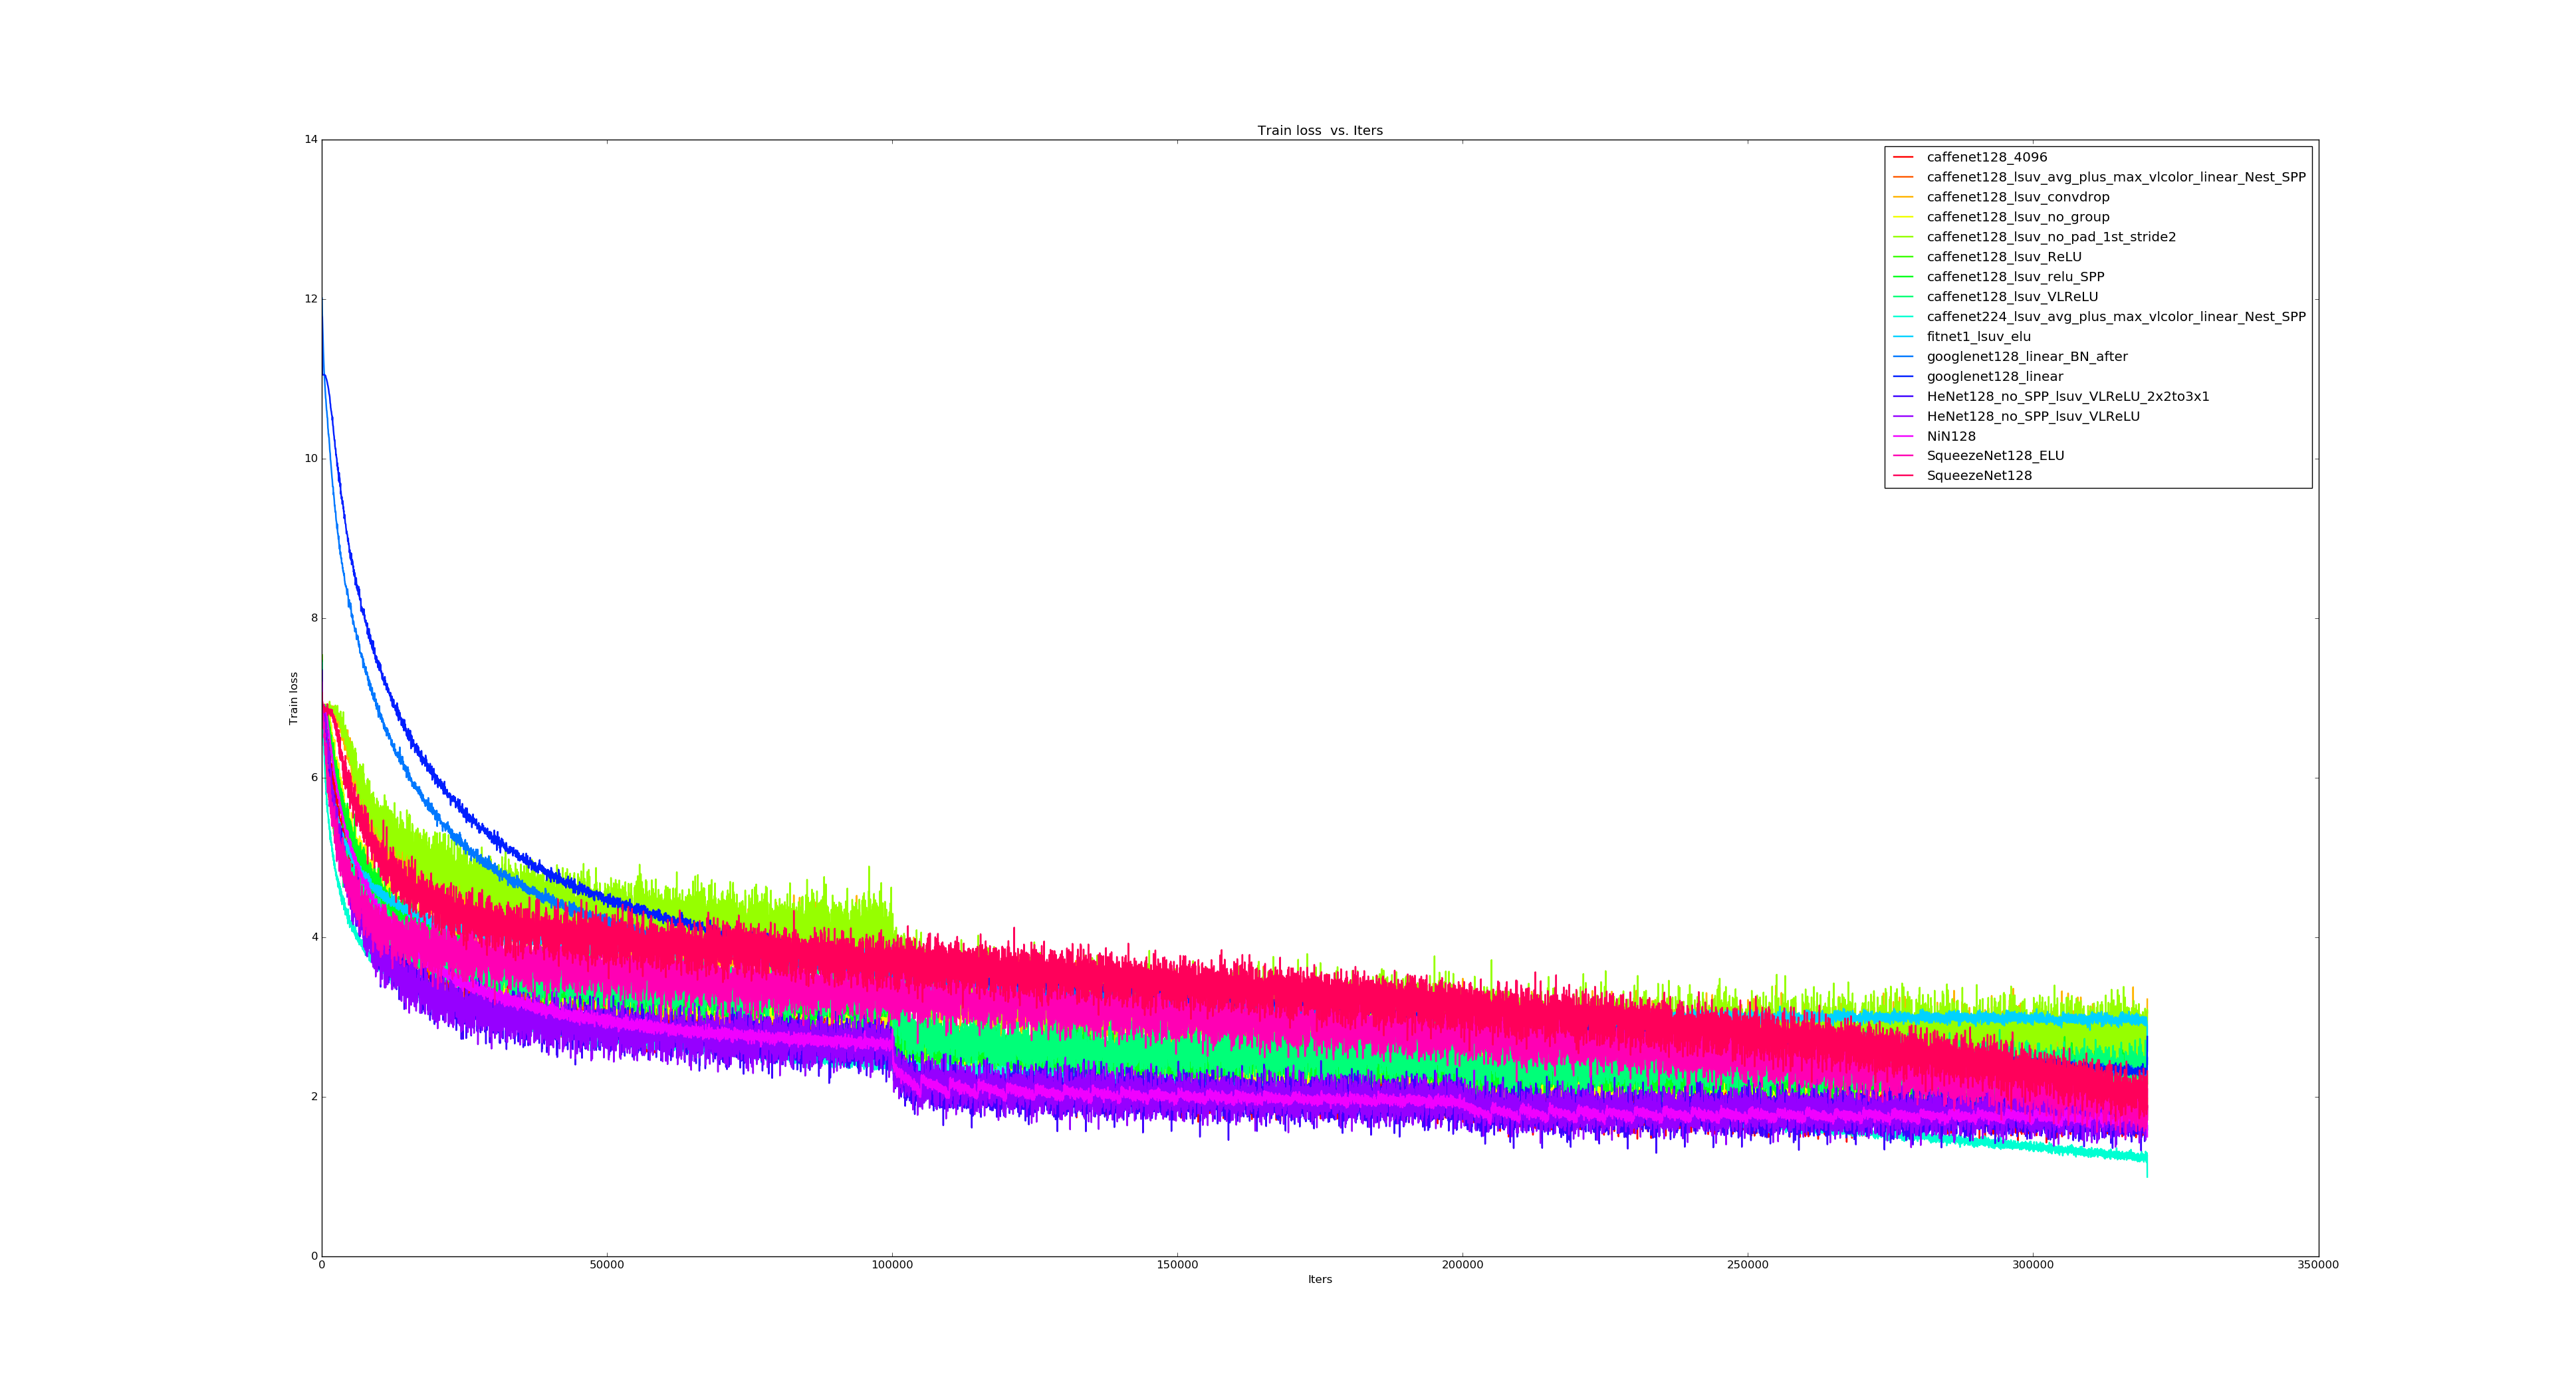 Train loss  vs. Iters
14
12
10
8
6
4
2
0
Train loss
caffenet128_4096
caffenet128_lsuv_avg_plus_max_vlcolor_linear_Nest_SPP
caffenet128_lsuv_convdrop
caffenet128_lsuv_no_group
caffenet128_lsuv_no_pad_1st_stride2
caffenet128_lsuv_ReLU
caffenet128_lsuv_relu_SPP
caffenet128_lsuv_VLReLU
caffenet224_lsuv_avg_plus_max_vlcolor_linear_Nest_SPP
fitnet1_lsuv_elu
googlenet128_linear_BN_after
googlenet128_linear
HeNet128_no_SPP_lsuv_VLReLU_2x2to3x1
HeNet128_no_SPP_lsuv_VLReLU
NiN128
SqueezeNet128_ELU
SqueezeNet128
0 50000 100000 150000 200000 250000 300000 350000
Iters